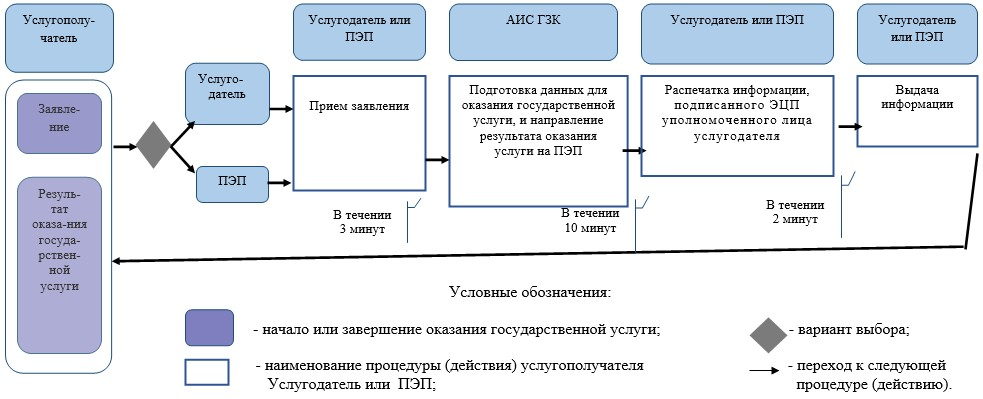 Услугополу-
чатель
Услугодатель или
ПЭП
АИС ГЗК
Услугодатель или ПЭП
Услугодатель
или ПЭП
Заявле-
ние
Услуго-
датель
ПЭП
Прием заявления
Подготовка данных для
оказания государственной
услуги, и направление
результата оказания
услуги на ПЭП
Распечатка информации,
подписанного ЭЦП
уполномоченного лица
услугодателя
Выдача
информации
Резуль-
тат
оказа-ния
госуда-
рствен-
ной
услуги
В течении
3 минут
В течении
10 минут
В течении
2 минут
Условные обозначения:
- начало или завершение оказания государственной услуги;
- вариант выбора;
- наименование процедуры (действия) услугополучателя
Услугодатель или ПЭП;
- переход к следующей
процедуре (действию).